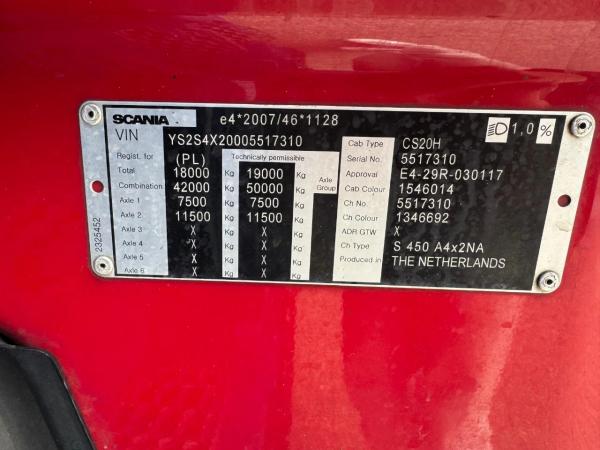 SCANIA e4*2007/46*1128
1,0 %
VIN YS2S4X20005517310
Regist. for (PL) Technically permissible
Total 18000 Kg 19000 Kg Axle Group
Combination 42000 Kg 50000 Kg
Axle 1 7500 Kg 7500 Kg
Axle 2 11500 Kg 11500 Kg
Axle 3 X Kg X Kg
Axle 4 X Kg X Kg
Axle 5 X Kg X Kg
Axle 6 X Kg X Kg
Cab Type CS20H
Serial No. 5517310
Approval E4-29R-030117
Cab Colour 1546014
Ch No 5517310
Ch Colour 1346692
ADR GTW X
Ch Type S 450 A4x2NA
Produced in THE NETHERLANDS
2325452